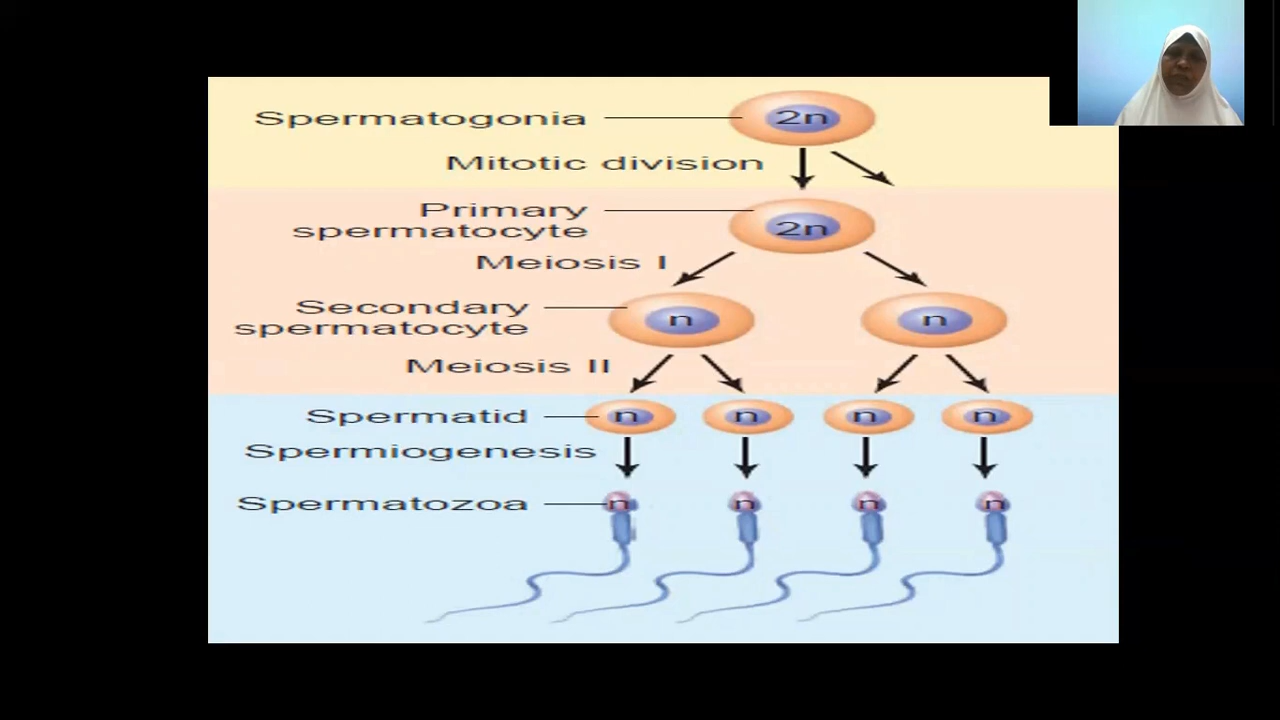 Spermatogonia
2n
Mitotic division
Primary
spermatocyte
2n
Meiosis I
Secondary
spermatocyte
n n
Meiosis II
Spermatid
n n n n
Spermiogenesis
Spermatozoa
n n n n